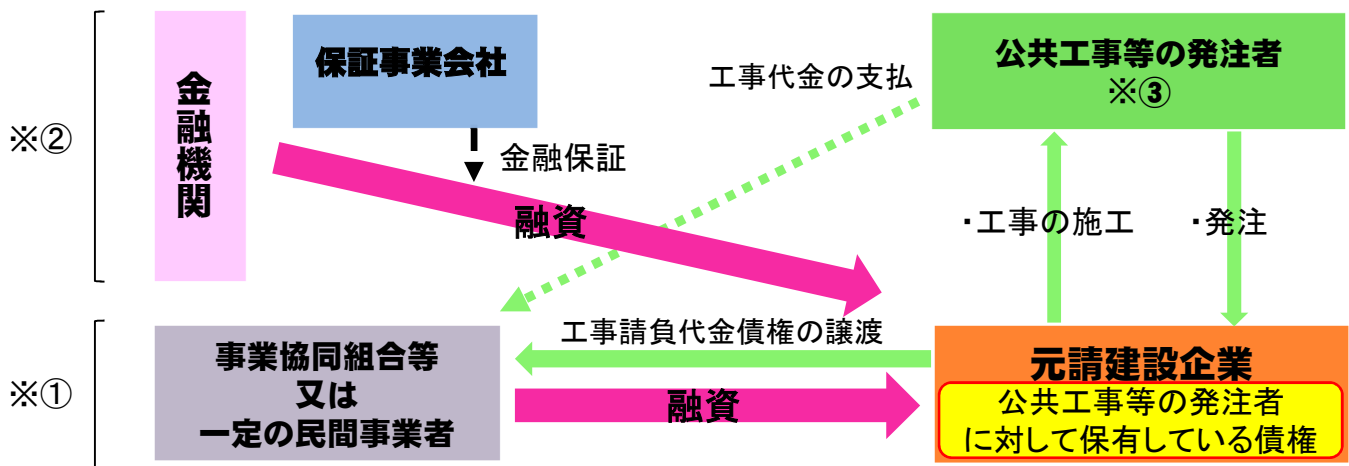 ※②
金融機関
保証事業会社
金融保証
融資
工事代金の支払
公共工事等の発注者
※③
・工事の施工
・発注
※①
事業協同組合等
又は
一定の民間事業者
工事請負代金債権の譲渡
融資
元請建設企業
公共工事等の発注者
に対して保有している債権